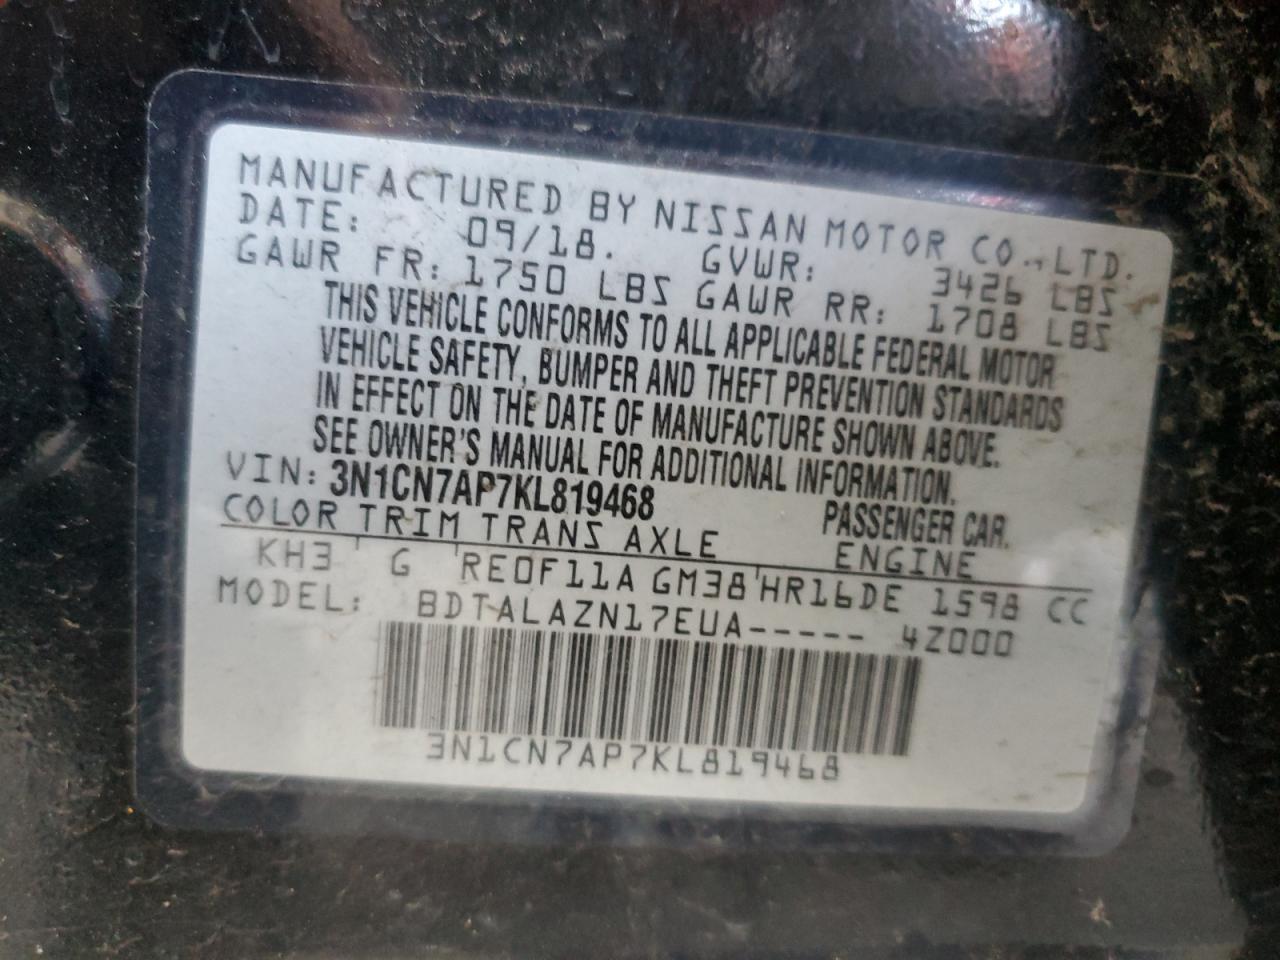 MANUFACTURED BY NISSAN MOTOR CO., LTD.
DATE: 09/18. GVWR: 3426 LBS
GAWR FR: 1750 LBS GAWR RR: 1708 LBS
THIS VEHICLE CONFORMS TO ALL APPLICABLE FEDERAL MOTOR
VEHICLE SAFETY, BUMPER AND THEFT PREVENTION STANDARDS
IN EFFECT ON THE DATE OF MANUFACTURE SHOWN ABOVE.
SEE OWNER'S MANUAL FOR ADDITIONAL INFORMATION.
VIN: 3N1CN7AP7KL819468 PASSENGER CAR.
COLOR TRIM TRANS AXLE ENGINE
KH3 ' G ' RE0F11A GM38 ' HR16DE 1598 CC
MODEL: BDTALAZN17EUA----- 4Z000
3N1CN7AP7KL819468